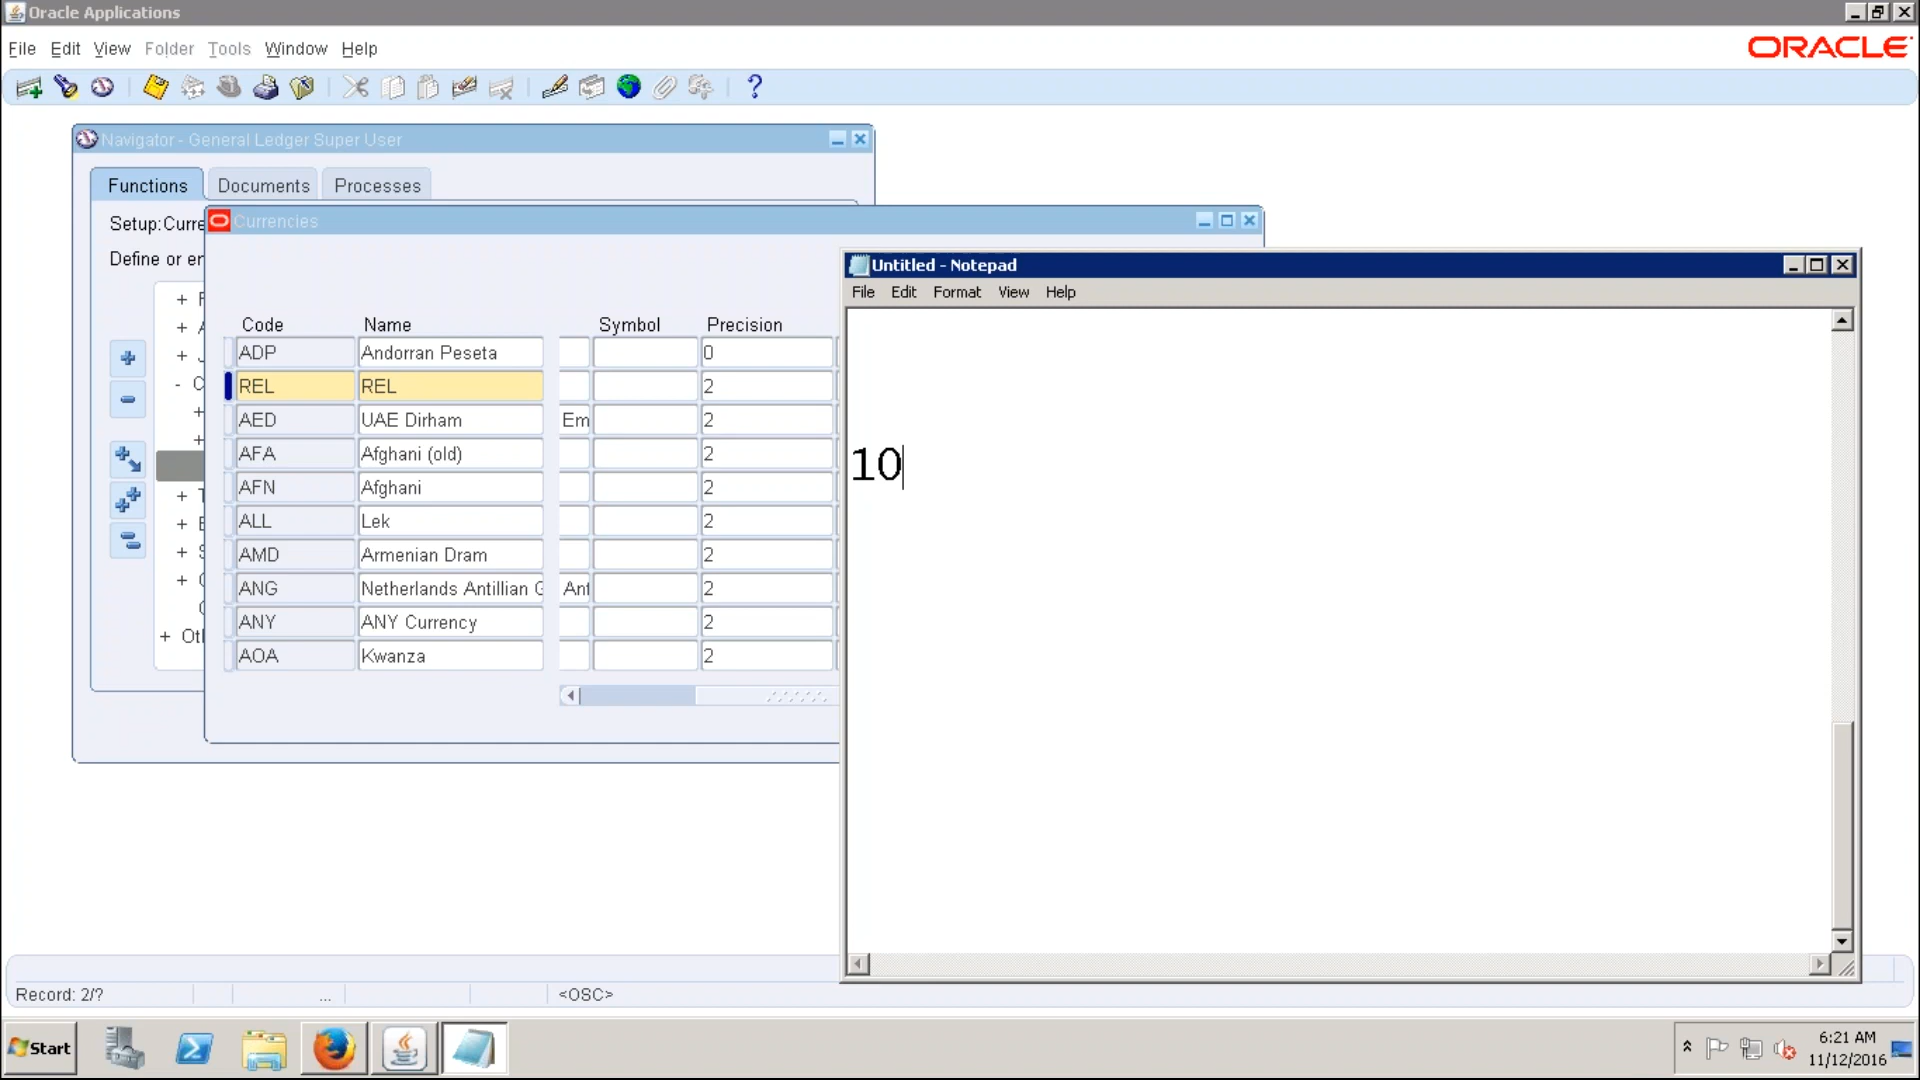 Oracle Applications
File Edit View Folder Tools Window Help
ORACLE
Navigator - General Ledger Super User
Functions Documents Processes
Setup:Curre
Define or er
Currencies
Code Name Symbol Precision
ADP Andorran Peseta 0
REL REL 2
AED UAE Dirham Em 2
AFA Afghani (old) 2
AFN Afghani 2
ALL Lek 2
AMD Armenian Dram 2
ANG Netherlands Antillian G Ant 2
ANY ANY Currency 2
AOA Kwanza 2
+ Otl
Untitled - Notepad
File Edit Format View Help
10
Record: 2/? ... <OSC>
Start
6:21 AM
11/12/2016